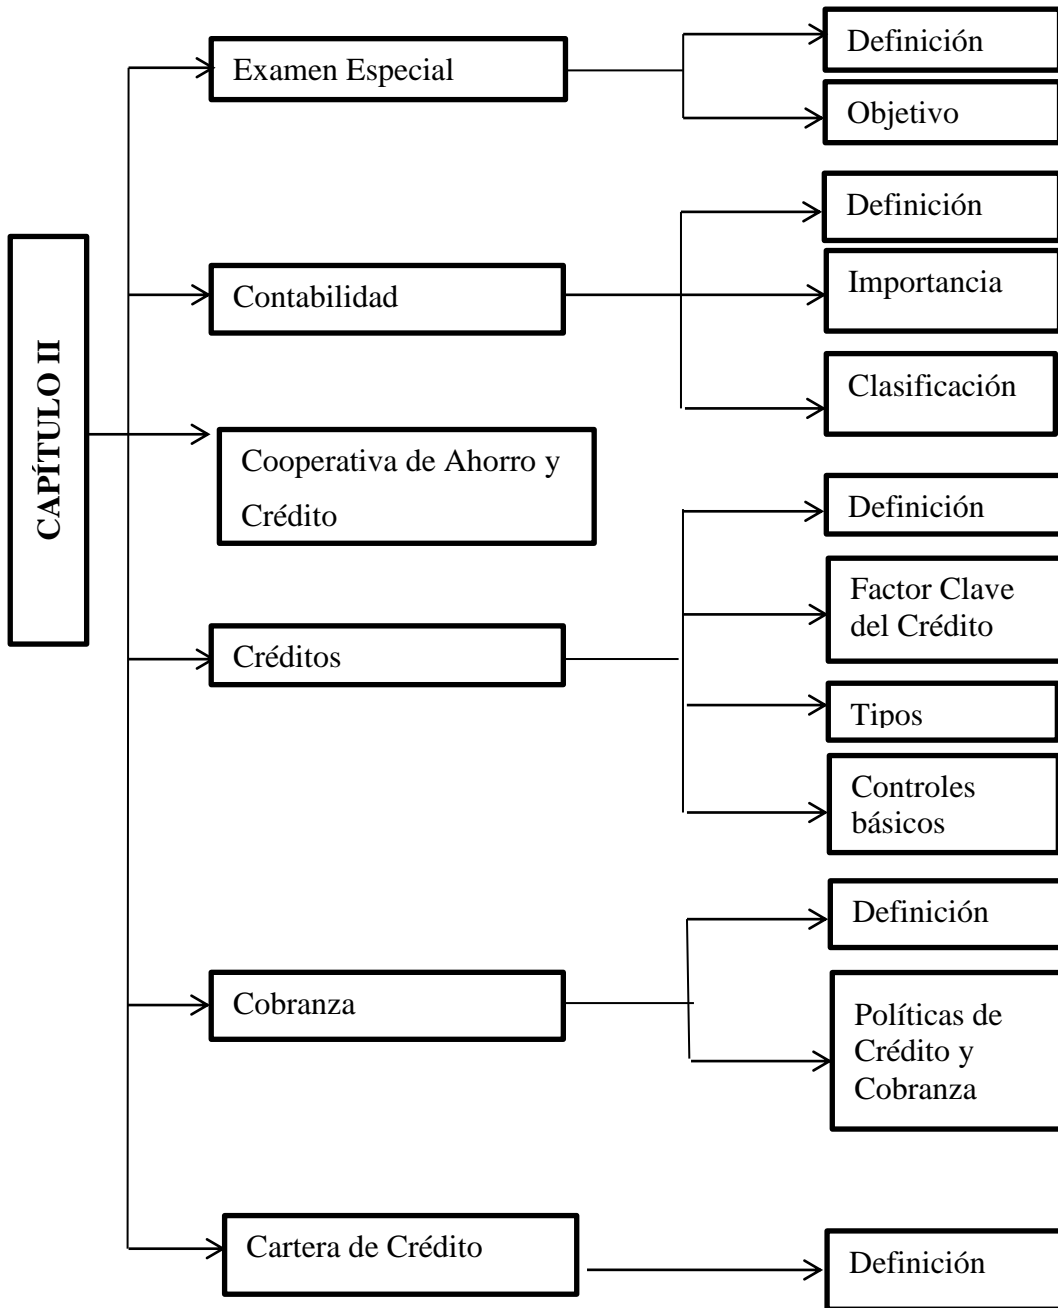 CAPÍTULO II
Examen Especial
Definición
Objetivo
Contabilidad
Definición
Importancia
Clasificación
Cooperativa de Ahorro y
Crédito
Créditos
Definición
Factor Clave
del Crédito
Tipos
Controles
básicos
Cobranza
Definición
Políticas de
Crédito y
Cobranza
Cartera de Crédito
Definición